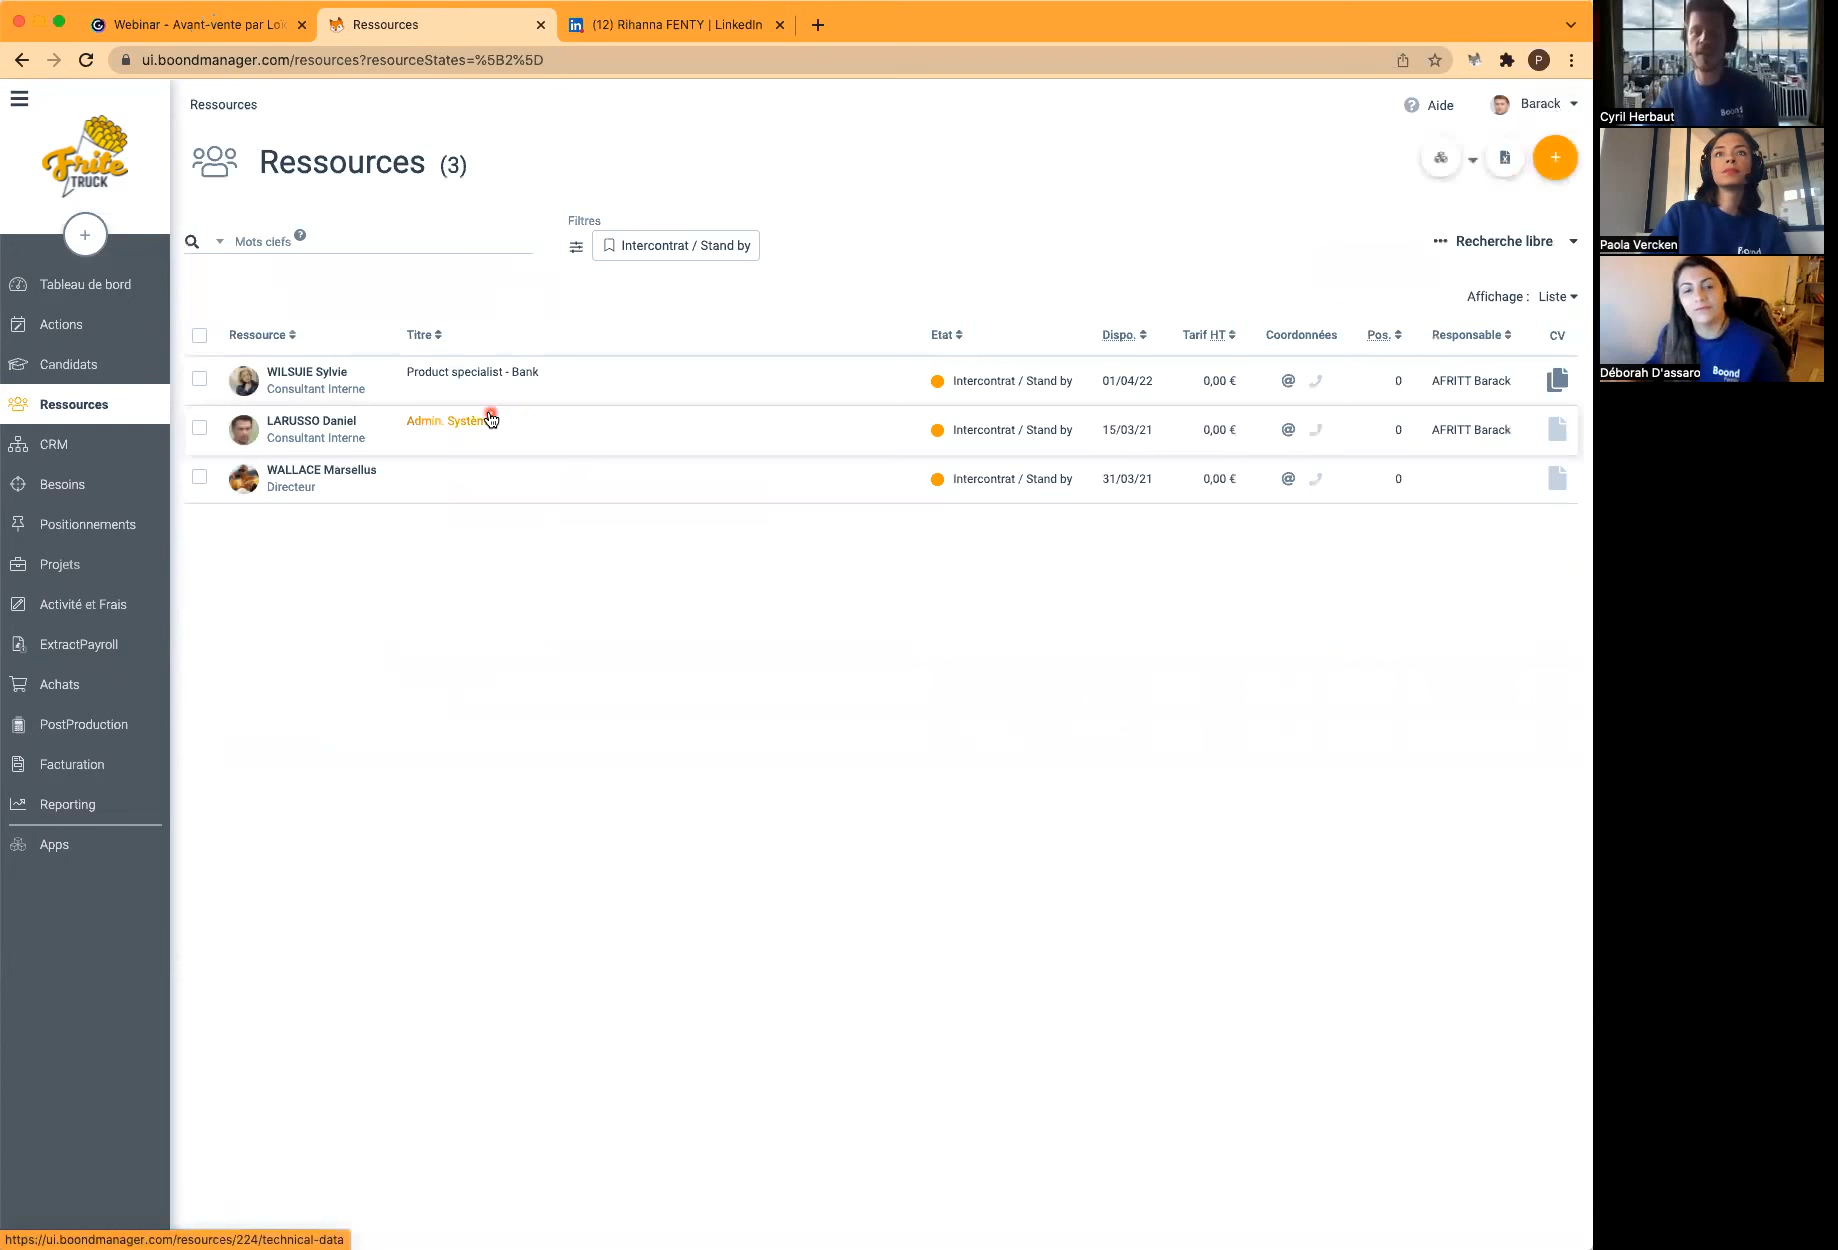 Webinar - Avant-vente par Loï
Ressources
(12) Rihanna FENTY | LinkedIn
ui.boondmanager.com/resources?resourceStates=%5B2%5D
P
Frite
TRUCK
Tableau de bord
Actions
Candidats
Ressources
CRM
Besoins
Positionnements
Projets
Activité et Frais
ExtractPayroll
Achats
PostProduction
Facturation
Reporting
Apps
Ressources
Aide
Barack
Ressources (3)
Mots clefs
Filtres
Intercontrat / Stand by
Recherche libre
Affichage : Liste
Ressource Titre Etat Dispo. Tarif HT Coordonnées Pos. Responsable CV
WILSUIE Sylvie
Consultant Interne
Product specialist - Bank
Intercontrat / Stand by 01/04/22 0,00 € @ 0 AFRITT Barack
LARUSSO Daniel
Consultant Interne
Admin. Systèm
Intercontrat / Stand by 15/03/21 0,00 € @ 0 AFRITT Barack
WALLACE Marsellus
Directeur
Intercontrat / Stand by 31/03/21 0,00 € @ 0
https://ui.boondmanager.com/resources/224/technical-data
Cyril Herbaut
Paola Vercken
Déborah D'assaro
Boond